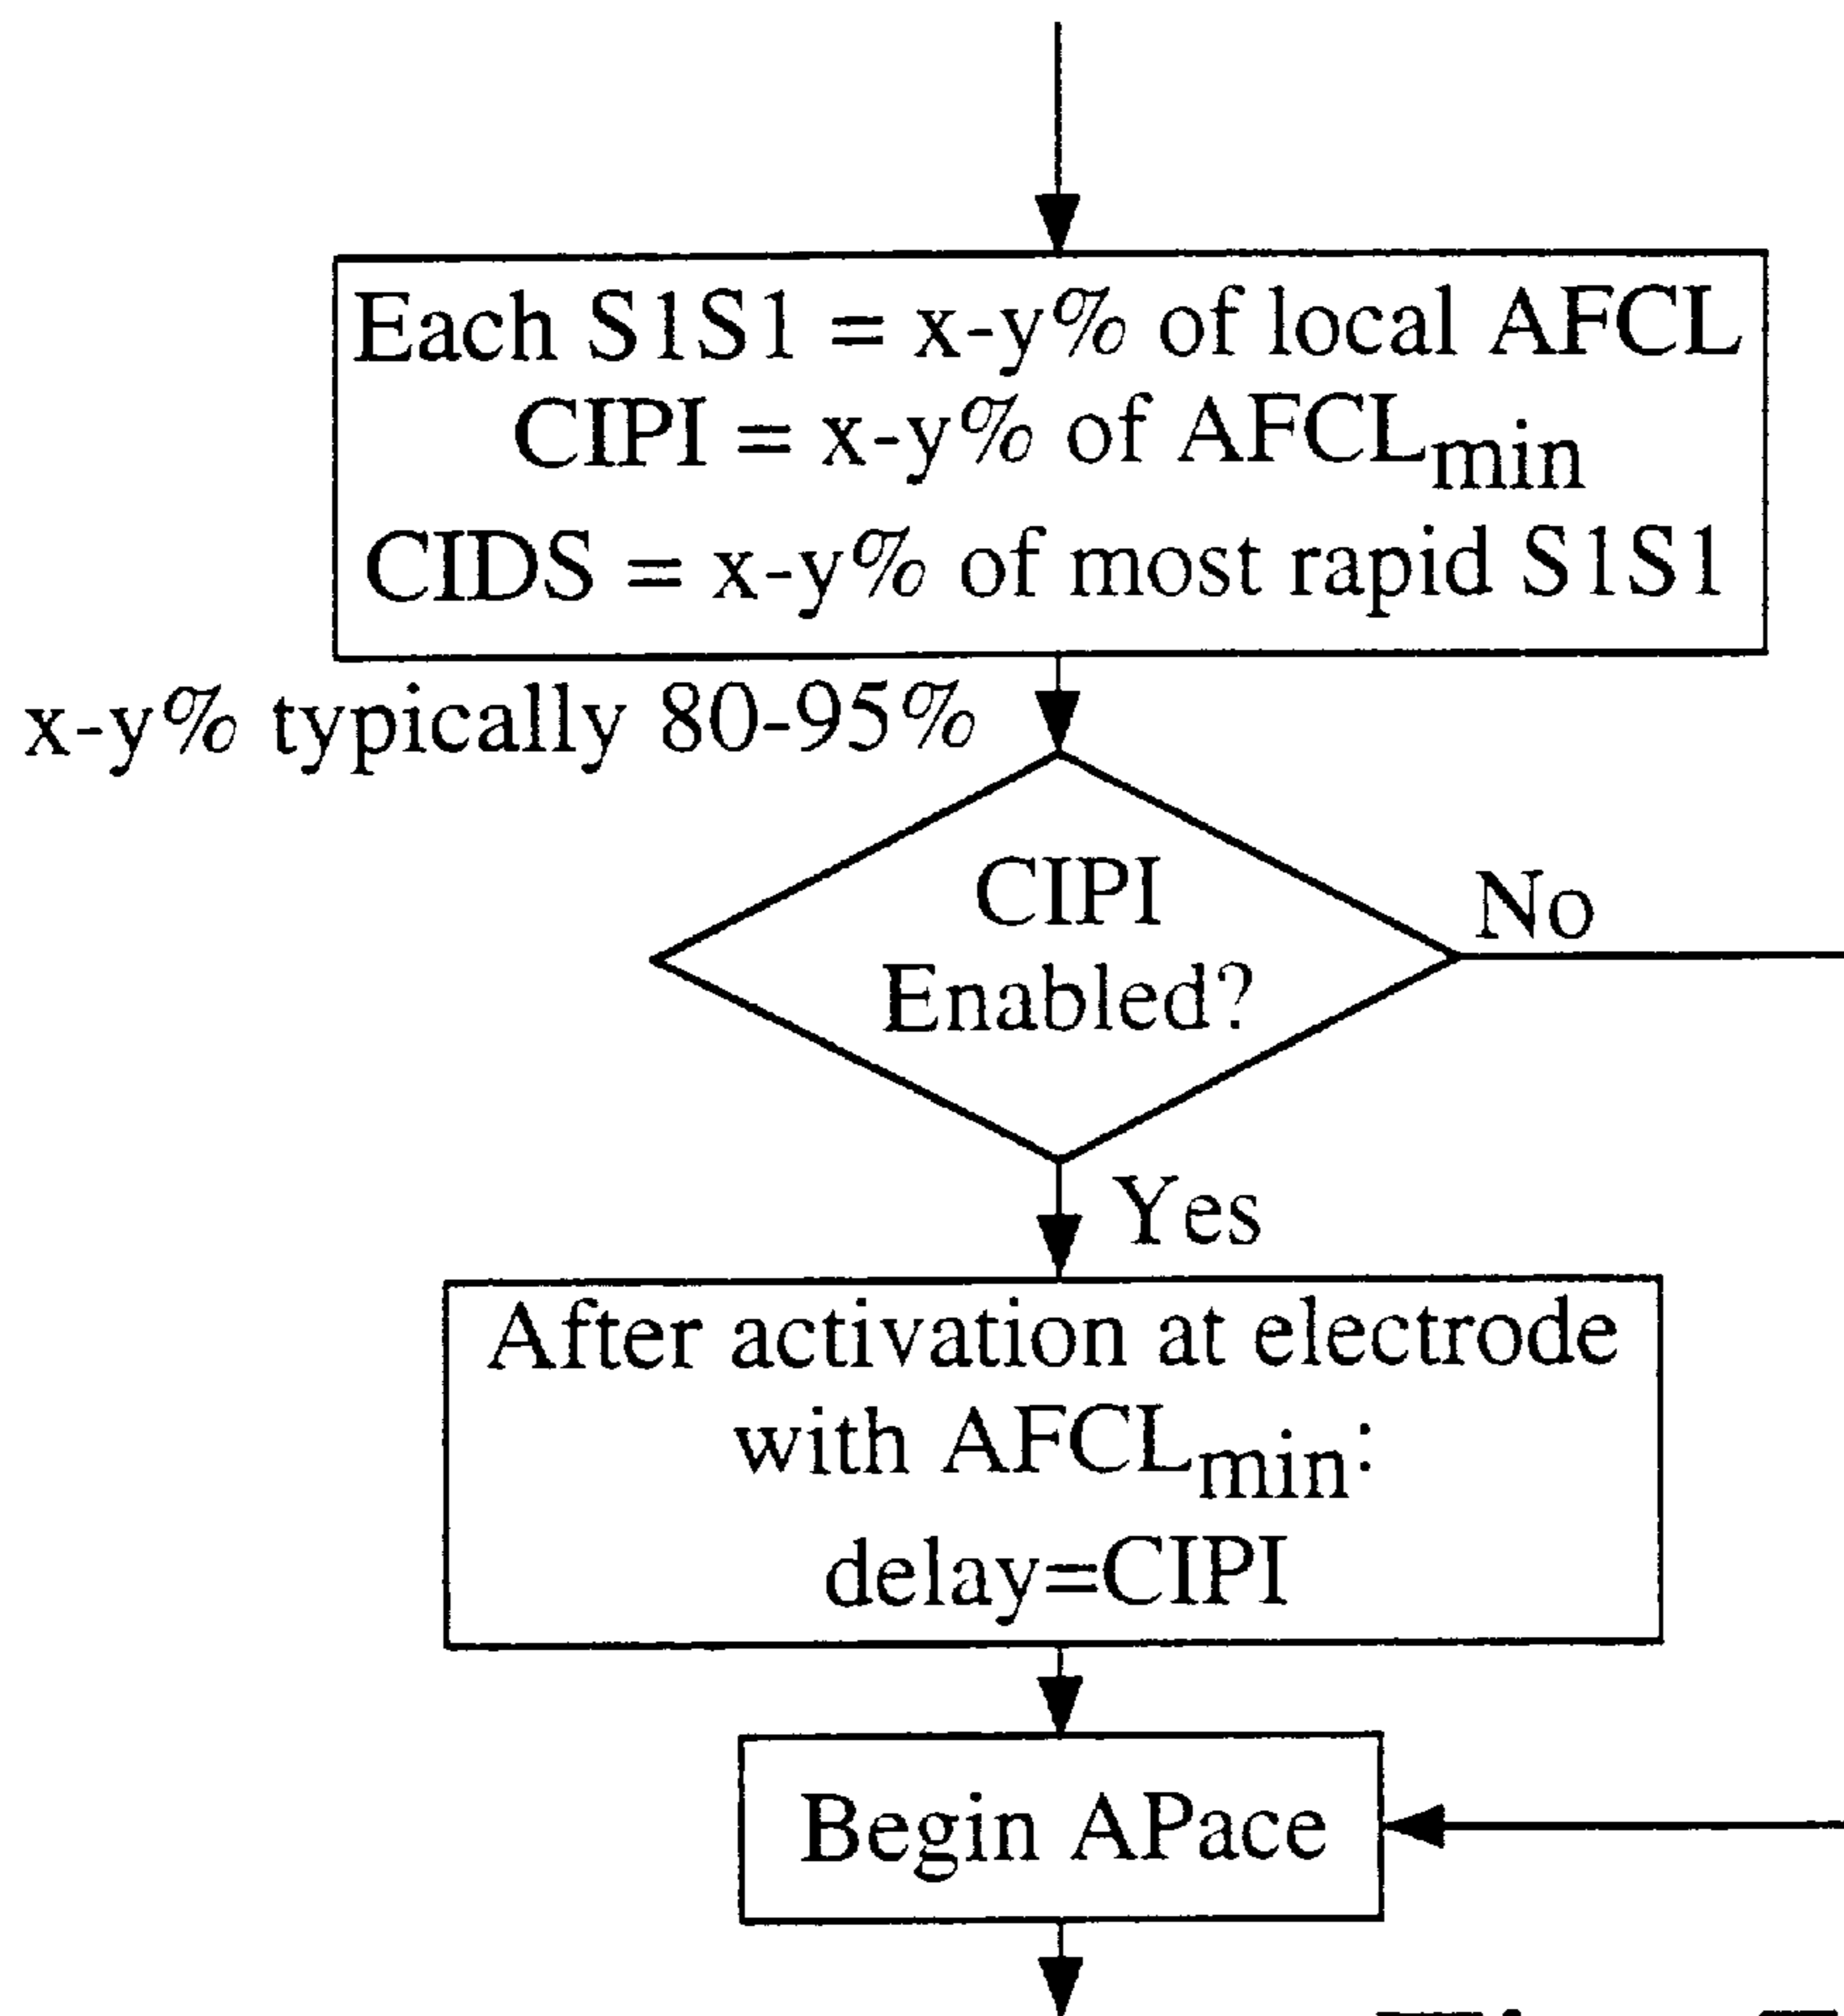 Each S1S1 = x-y% of local AFCL
CIPI = x-y% of AFCLmin
CIDS = x-y% of most rapid S1S1
x-y% typically 80-95%
CIPI
Enabled?
No
Yes
After activation at electrode
with AFCLmin:
delay=CIPI
Begin APace